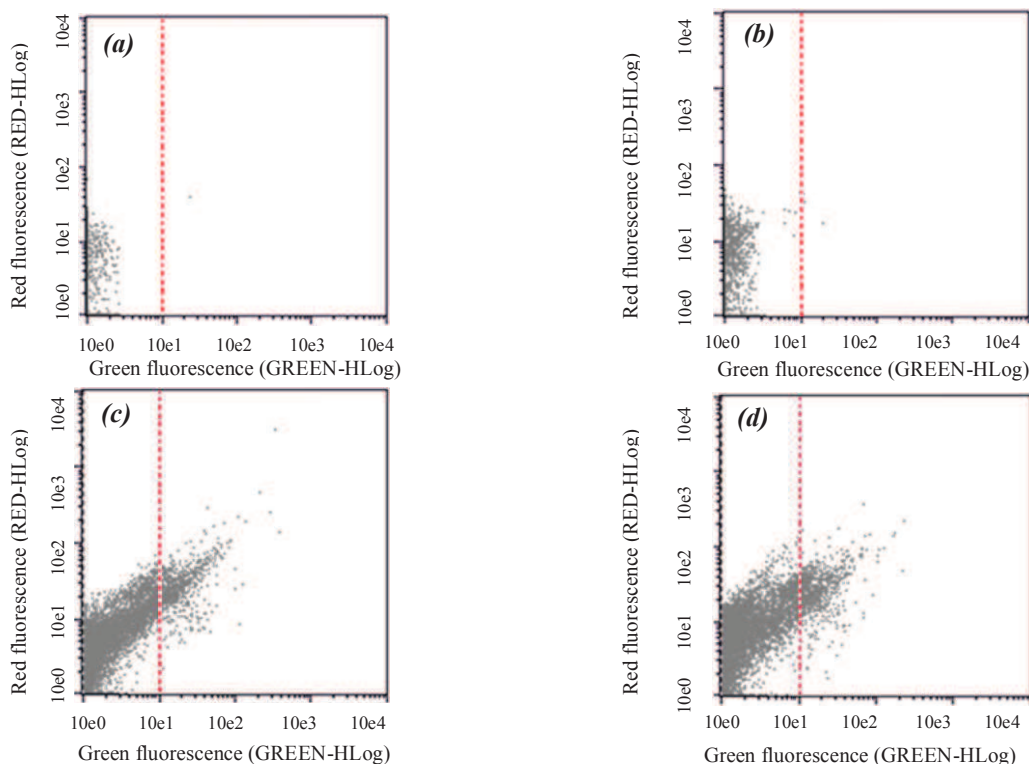 (a)
Red fluorescence (RED-HLog)
10e4
10e3
10e2
10e1
10e0
10e0 10e1 10e2 10e3 10e4
Green fluorescence (GREEN-HLog)
(b)
Red fluorescence (RED-HLog)
10e4
10e3
10e2
10e1
10e0
10e0 10e1 10e2 10e3 10e4
Green fluorescence (GREEN-HLog)
(c)
Red fluorescence (RED-HLog)
10e4
10e3
10e2
10e1
10e0
10e0 10e1 10e2 10e3 10e4
Green fluorescence (GREEN-HLog)
(d)
Red fluorescence (RED-HLog)
10e4
10e3
10e2
10e1
10e0
10e0 10e1 10e2 10e3 10e4
Green fluorescence (GREEN-HLog)